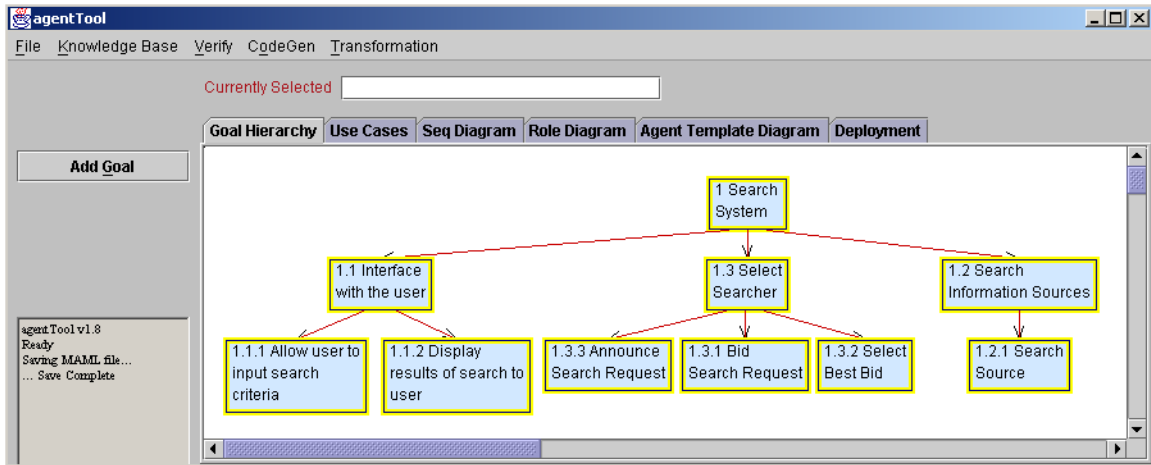 agentTool
File Knowledge Base Verify CodeGen Transformation
Currently Selected
Goal Hierarchy Use Cases Seq Diagram Role Diagram Agent Template Diagram Deployment
Add Goal
1 Search
System
1.1 Interface
with the user
1.3 Select
Searcher
1.2 Search
Information Sources
1.1.1 Allow user to
input search
criteria
1.1.2 Display
results of search to
user
1.3.3 Announce
Search Request
1.3.1 Bid
Search Request
1.3.2 Select
Best Bid
1.2.1 Search
Source
agentTool v1.8
Ready
Saving MAML file...
... Save Complete